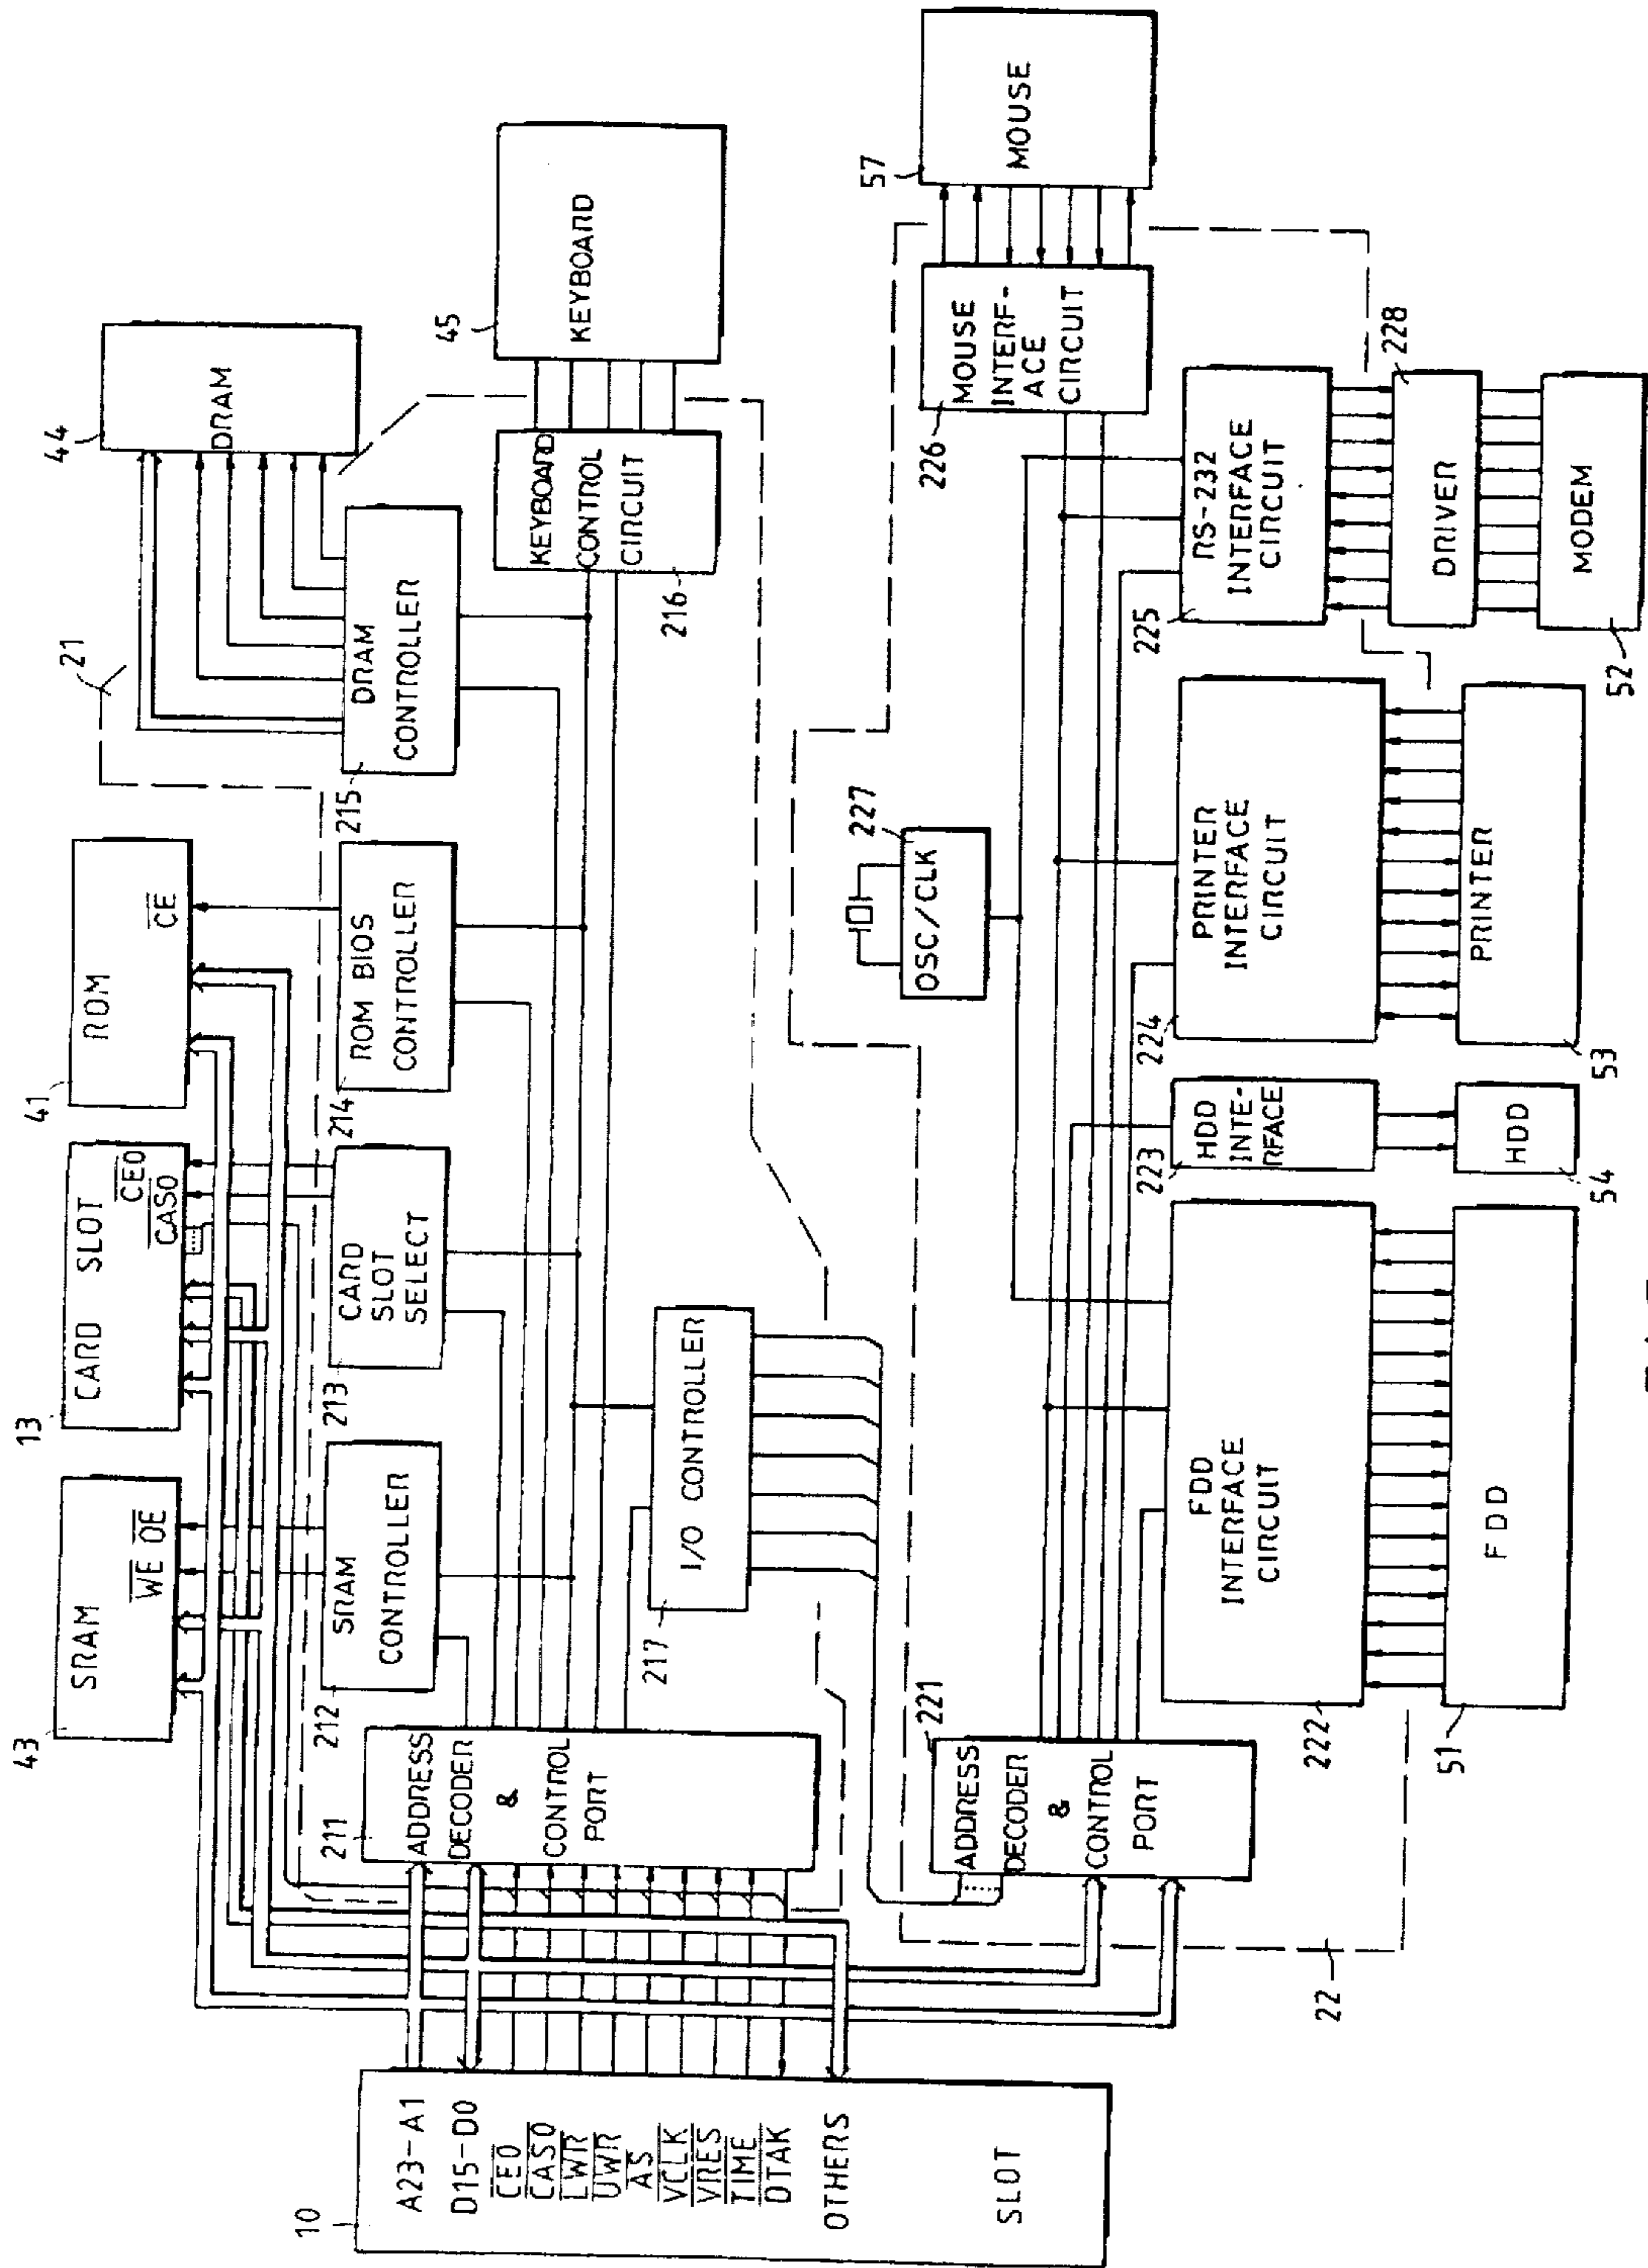 43
SRAM
WE OE
13
CARD SLOT
CE0
CAS0
41
ROM
CE
21
44
DRAM
10
A23-A1
D15-D0
CE0
CAS0
LWR
UWR
AS
VCLK
VRES
TIME
DTAK
OTHERS
SLOT
211
ADDRESS
DECODER
&
CONTROL
PORT
212
SRAM
CONTROLLER
213
CARD
SLOT
SELECT
214
ROM BIOS
CONTROLLER
215
DRAM
CONTROLLER
KEYBOARD
CONTROL
CIRCUIT
216
45
KEYBOARD
217
I/O CONTROLLER
221
ADDRESS
DECODER
&
CONTROL
PORT
227
OSC/CLK
226
MOUSE
INTERF-
ACE
CIRCUIT
57
MOUSE
22
222
FDD
INTERFACE
CIRCUIT
223
HDD
INTE-
RFACE
224
PRINTER
INTERFACE
CIRCUIT
225
RS-232
INTERFACE
CIRCUIT
228
DRIVER
51
FDD
54
HDD
53
PRINTER
52
MODEM